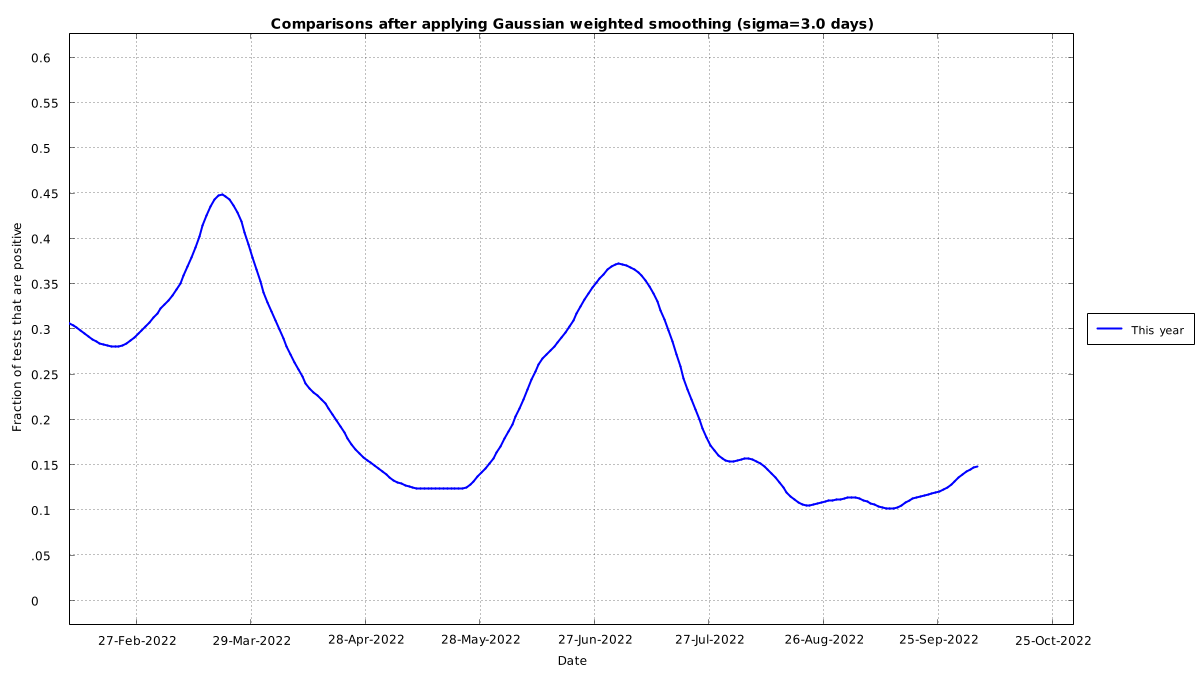 Comparisons after applying Gaussian weighted smoothing (sigma=3.0 days)
0.6
0.55
0.5
0.45
0.4
0.35
0.3
0.25
0.2
0.15
0.1
.05
0
Fraction of tests that are positive
This year
27-Feb-2022 29-Mar-2022 28-Apr-2022 28-May-2022 27-Jun-2022 27-Jul-2022 26-Aug-2022 25-Sep-2022 25-Oct-2022
Date